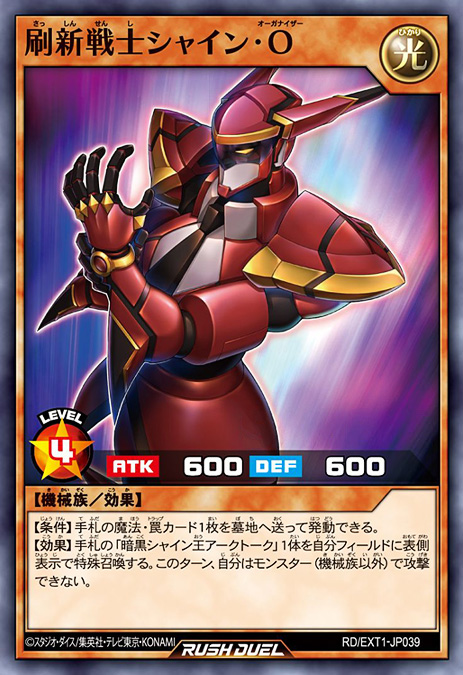 刷新戦士シャイン・O
さっしんせんし
オーガナイザー
ひかり
光
LEVEL
4
ATK 600 DEF 600
【機械族/効果】
【条件】手札の魔法・罠カード1枚を墓地へ送って発動できる。
【効果】手札の「暗黒シャイン王アークトーク」1体を自分フィールドに表側
表示で特殊召喚する。このターン、自分はモンスター(機械族以外)で攻撃
できない。
©スタジオ・ダイス/集英社・テレビ東京・KONAMI
RUSH DUEL
RD/EXT1-JP039